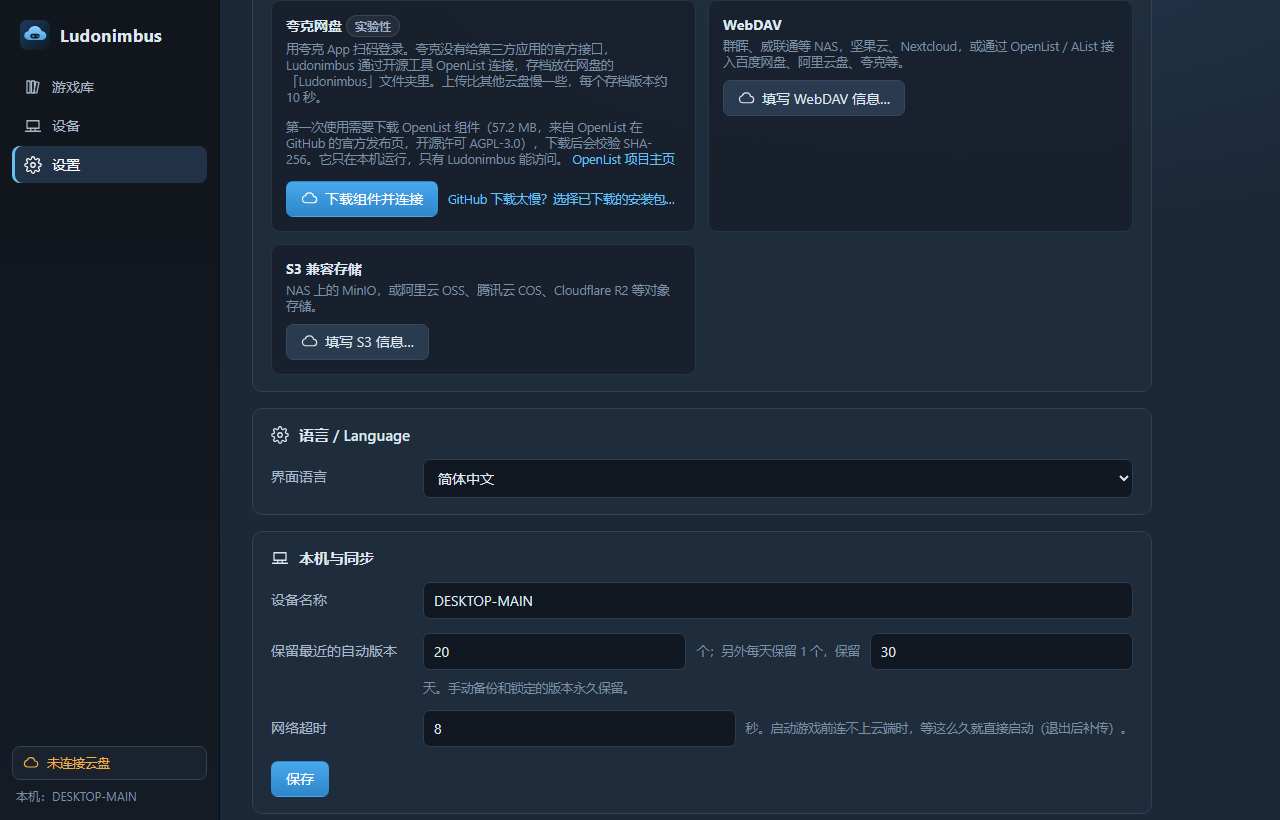 Ludonimbus
游戏库
设备
设置
未连接云盘
本机：DESKTOP-MAIN
夸克网盘 实验性
用夸克 App 扫码登录。夸克没有给第三方应用的官方接口，
Ludonimbus 通过开源工具 OpenList 连接，存档放在网盘的
「Ludonimbus」文件夹里。上传比其他云盘慢一些，每个存档版本约
10 秒。
第一次使用需要下载 OpenList 组件（57.2 MB，来自 OpenList 在
GitHub 的官方发布页，开源许可 AGPL-3.0），下载后会校验 SHA-
256。它只在本机运行，只有 Ludonimbus 能访问。 OpenList 项目主页
下载组件并连接
GitHub 下载太慢？选择已下载的安装包...
WebDAV
群晖、威联通等 NAS，坚果云、Nextcloud，或通过 OpenList / AList 接
入百度网盘、阿里云盘、夸克等。
填写 WebDAV 信息...
S3 兼容存储
NAS 上的 MinIO，或阿里云 OSS、腾讯云 COS、Cloudflare R2 等对象
存储。
填写 S3 信息...
语言 / Language
界面语言
简体中文
本机与同步
设备名称
DESKTOP-MAIN
保留最近的自动版本
20
个；另外每天保留 1 个，保留
30
天。手动备份和锁定的版本永久保留。
网络超时
8
秒。启动游戏前连不上云端时，等这么久就直接启动（退出后补传）。
保存